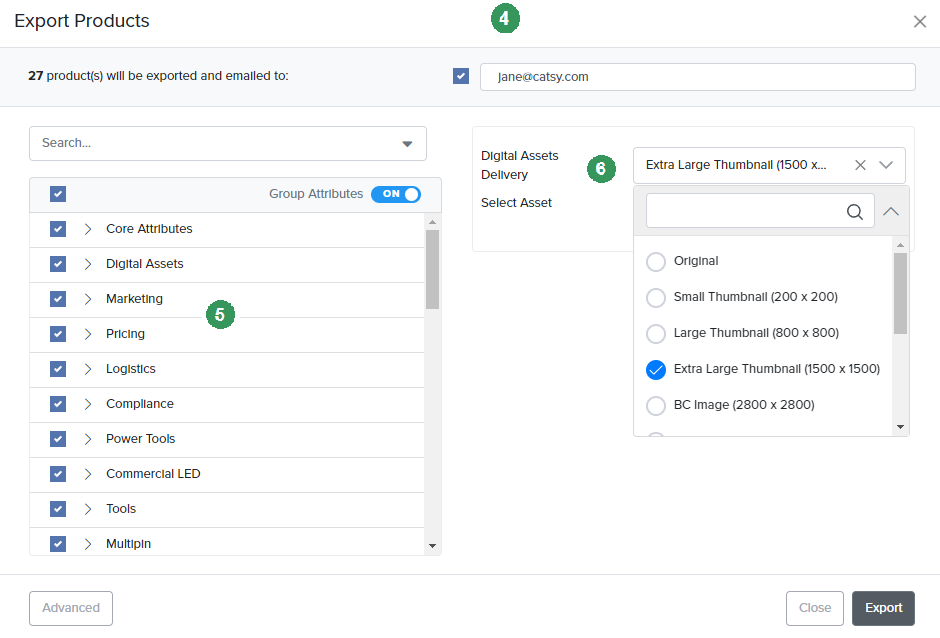 Export Products
4
27 product(s) will be exported and emailed to:
jane@catsy.com
Search...
Group Attributes ON
Core Attributes
Digital Assets
Marketing
5
Pricing
Logistics
Compliance
Power Tools
Commercial LED
Tools
Multipin
Digital Assets
Delivery
6
Extra Large Thumbnail (1500 x...
Select Asset
Original
Small Thumbnail (200 x 200)
Large Thumbnail (800 x 800)
Extra Large Thumbnail (1500 x 1500)
BC Image (2800 x 2800)
Advanced
Close
Export